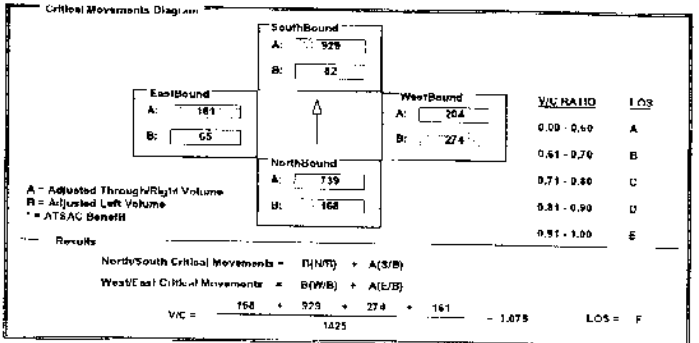 Critical Movements Diagram
SouthBound
A: 929
B: 82
EastBound
A: 161
B: 65
WestBound
A: 204
B: 274
NorthBound
A: 739
B: 168
A = Adjusted Through/Right Volume
B = Adjusted Left Volume
* = ATSAC Benefit
V/C RATIO LOS
0.00 - 0.60 A
0.61 - 0.70 B
0.71 - 0.80 C
0.81 - 0.90 D
0.91 - 1.00 E
Results
North/South Critical Movements = B(N/B) + A(S/B)
West/East Critical Movements = B(W/B) + A(E/B)
V/C = 168 + 929 + 274 + 161 = 1.075 LOS = F
1425